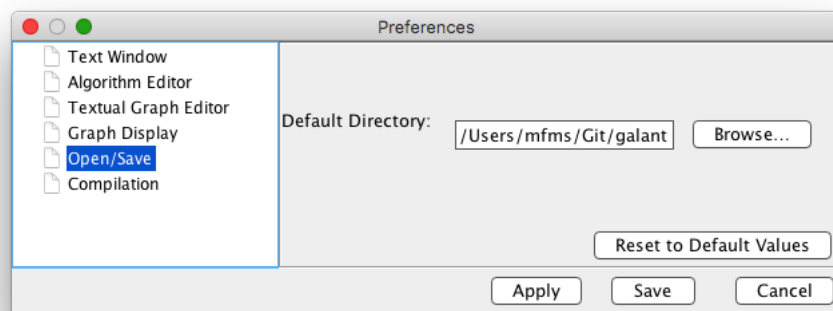 Preferences
Text Window
Algorithm Editor
Textual Graph Editor
Graph Display
Open/Save
Compilation
Default Directory:
/Users/mfms/Git/galant
Browse...
Reset to Default Values
Apply
Save
Cancel